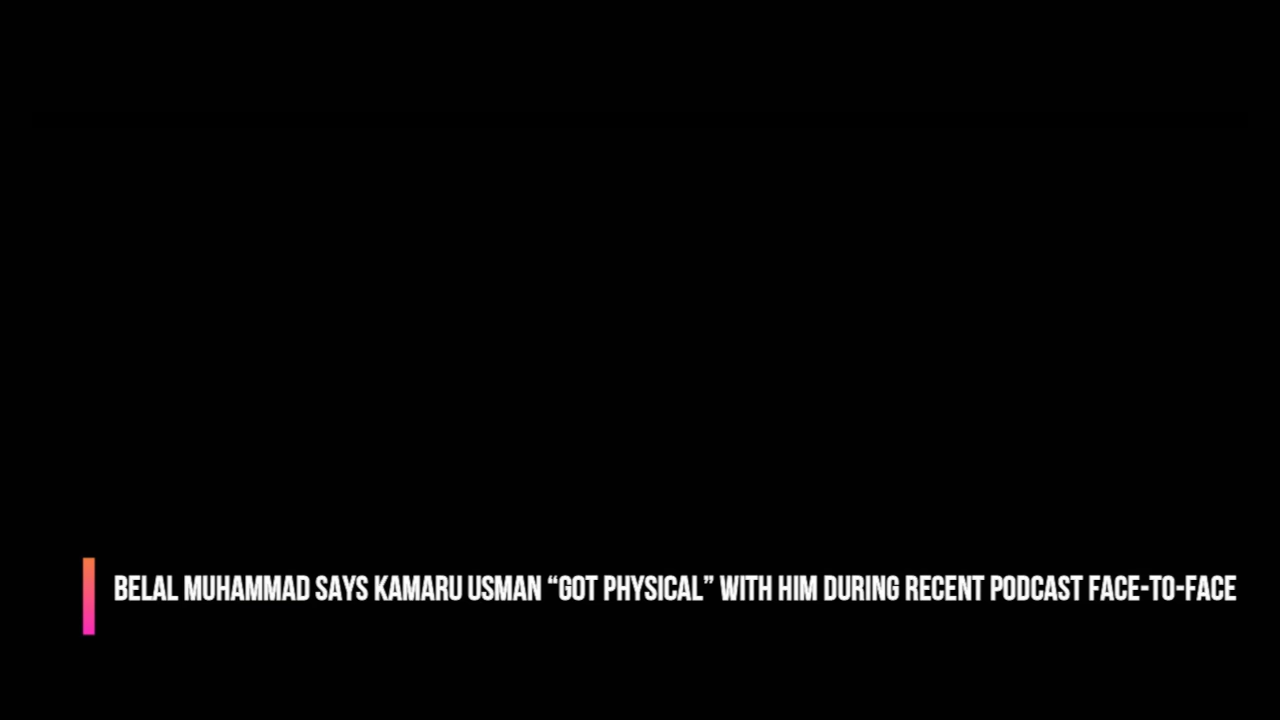 BELAL MUHAMMAD SAYS KAMARU USMAN “GOT PHYSICAL” WITH HIM DURING RECENT PODCAST FACE-TO-FACE